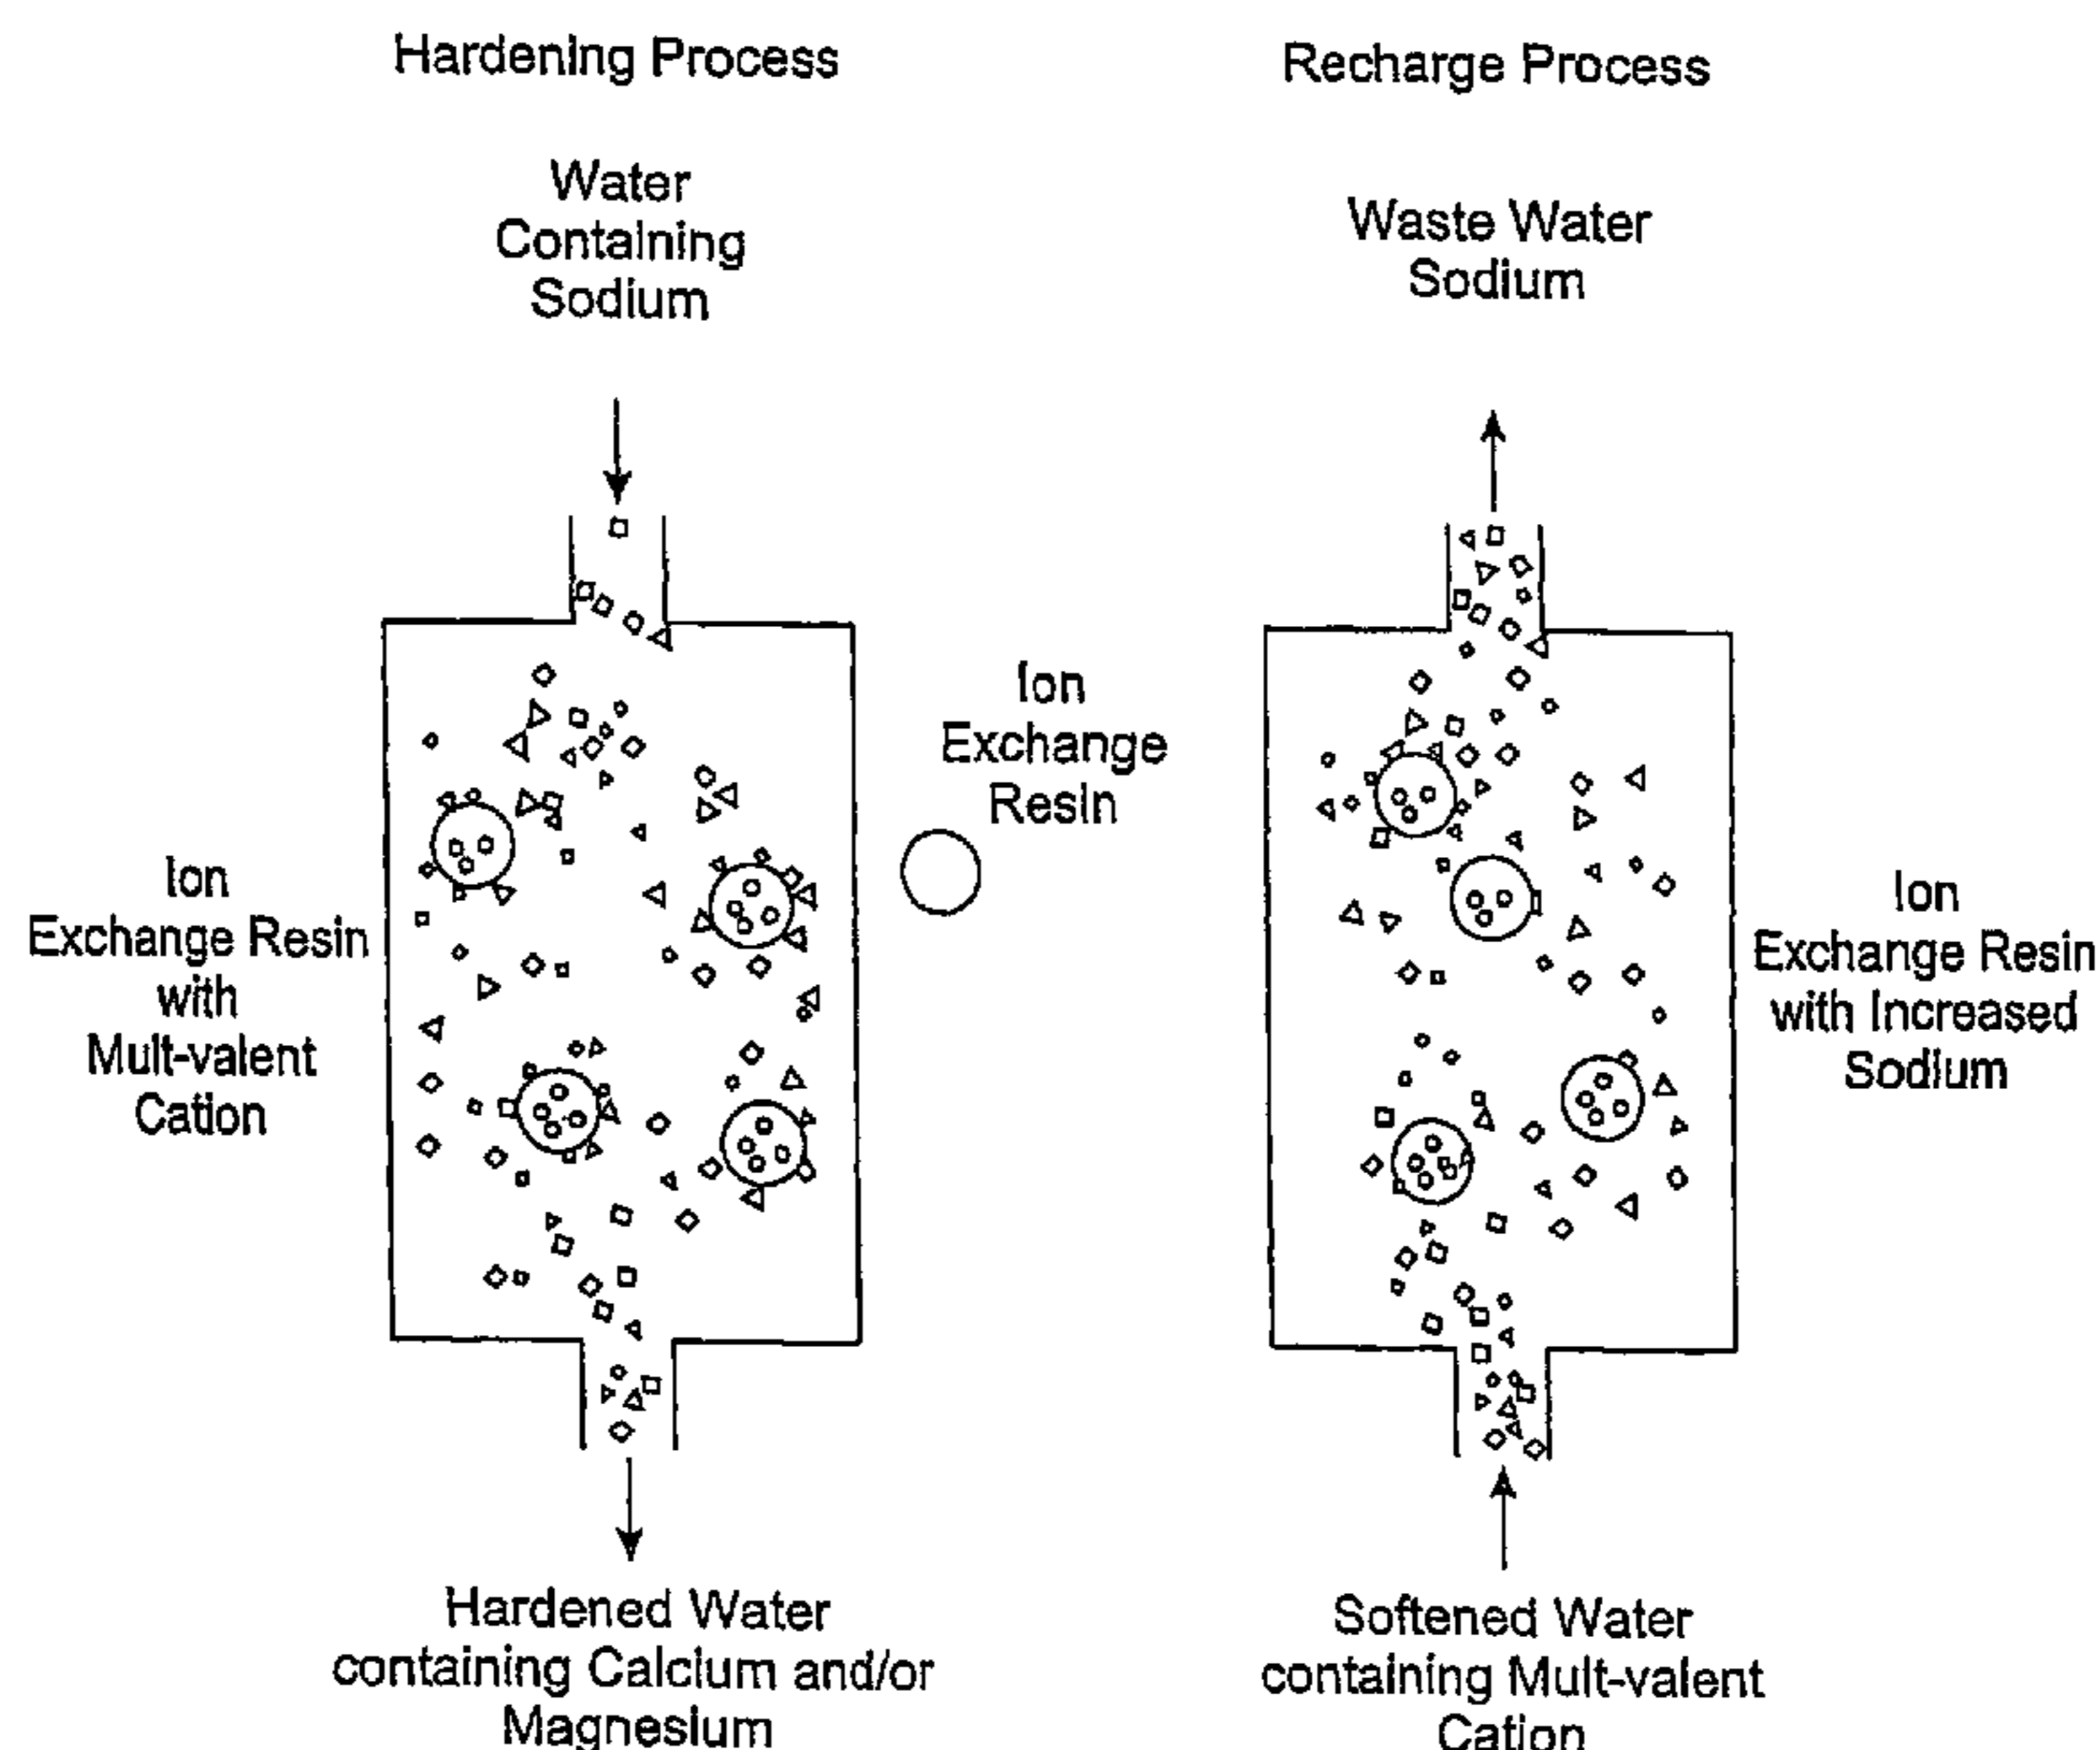 Hardening Process
Water
Containing
Sodium
Ion
Exchange Resin
with
Mult-valent
Cation
Hardened Water
containing Calcium and/or
Magnesium
Ion
Exchange
Resin
Recharge Process
Waste Water
Sodium
Ion
Exchange Resin
with Increased
Sodium
Softened Water
containing Mult-valent
Cation